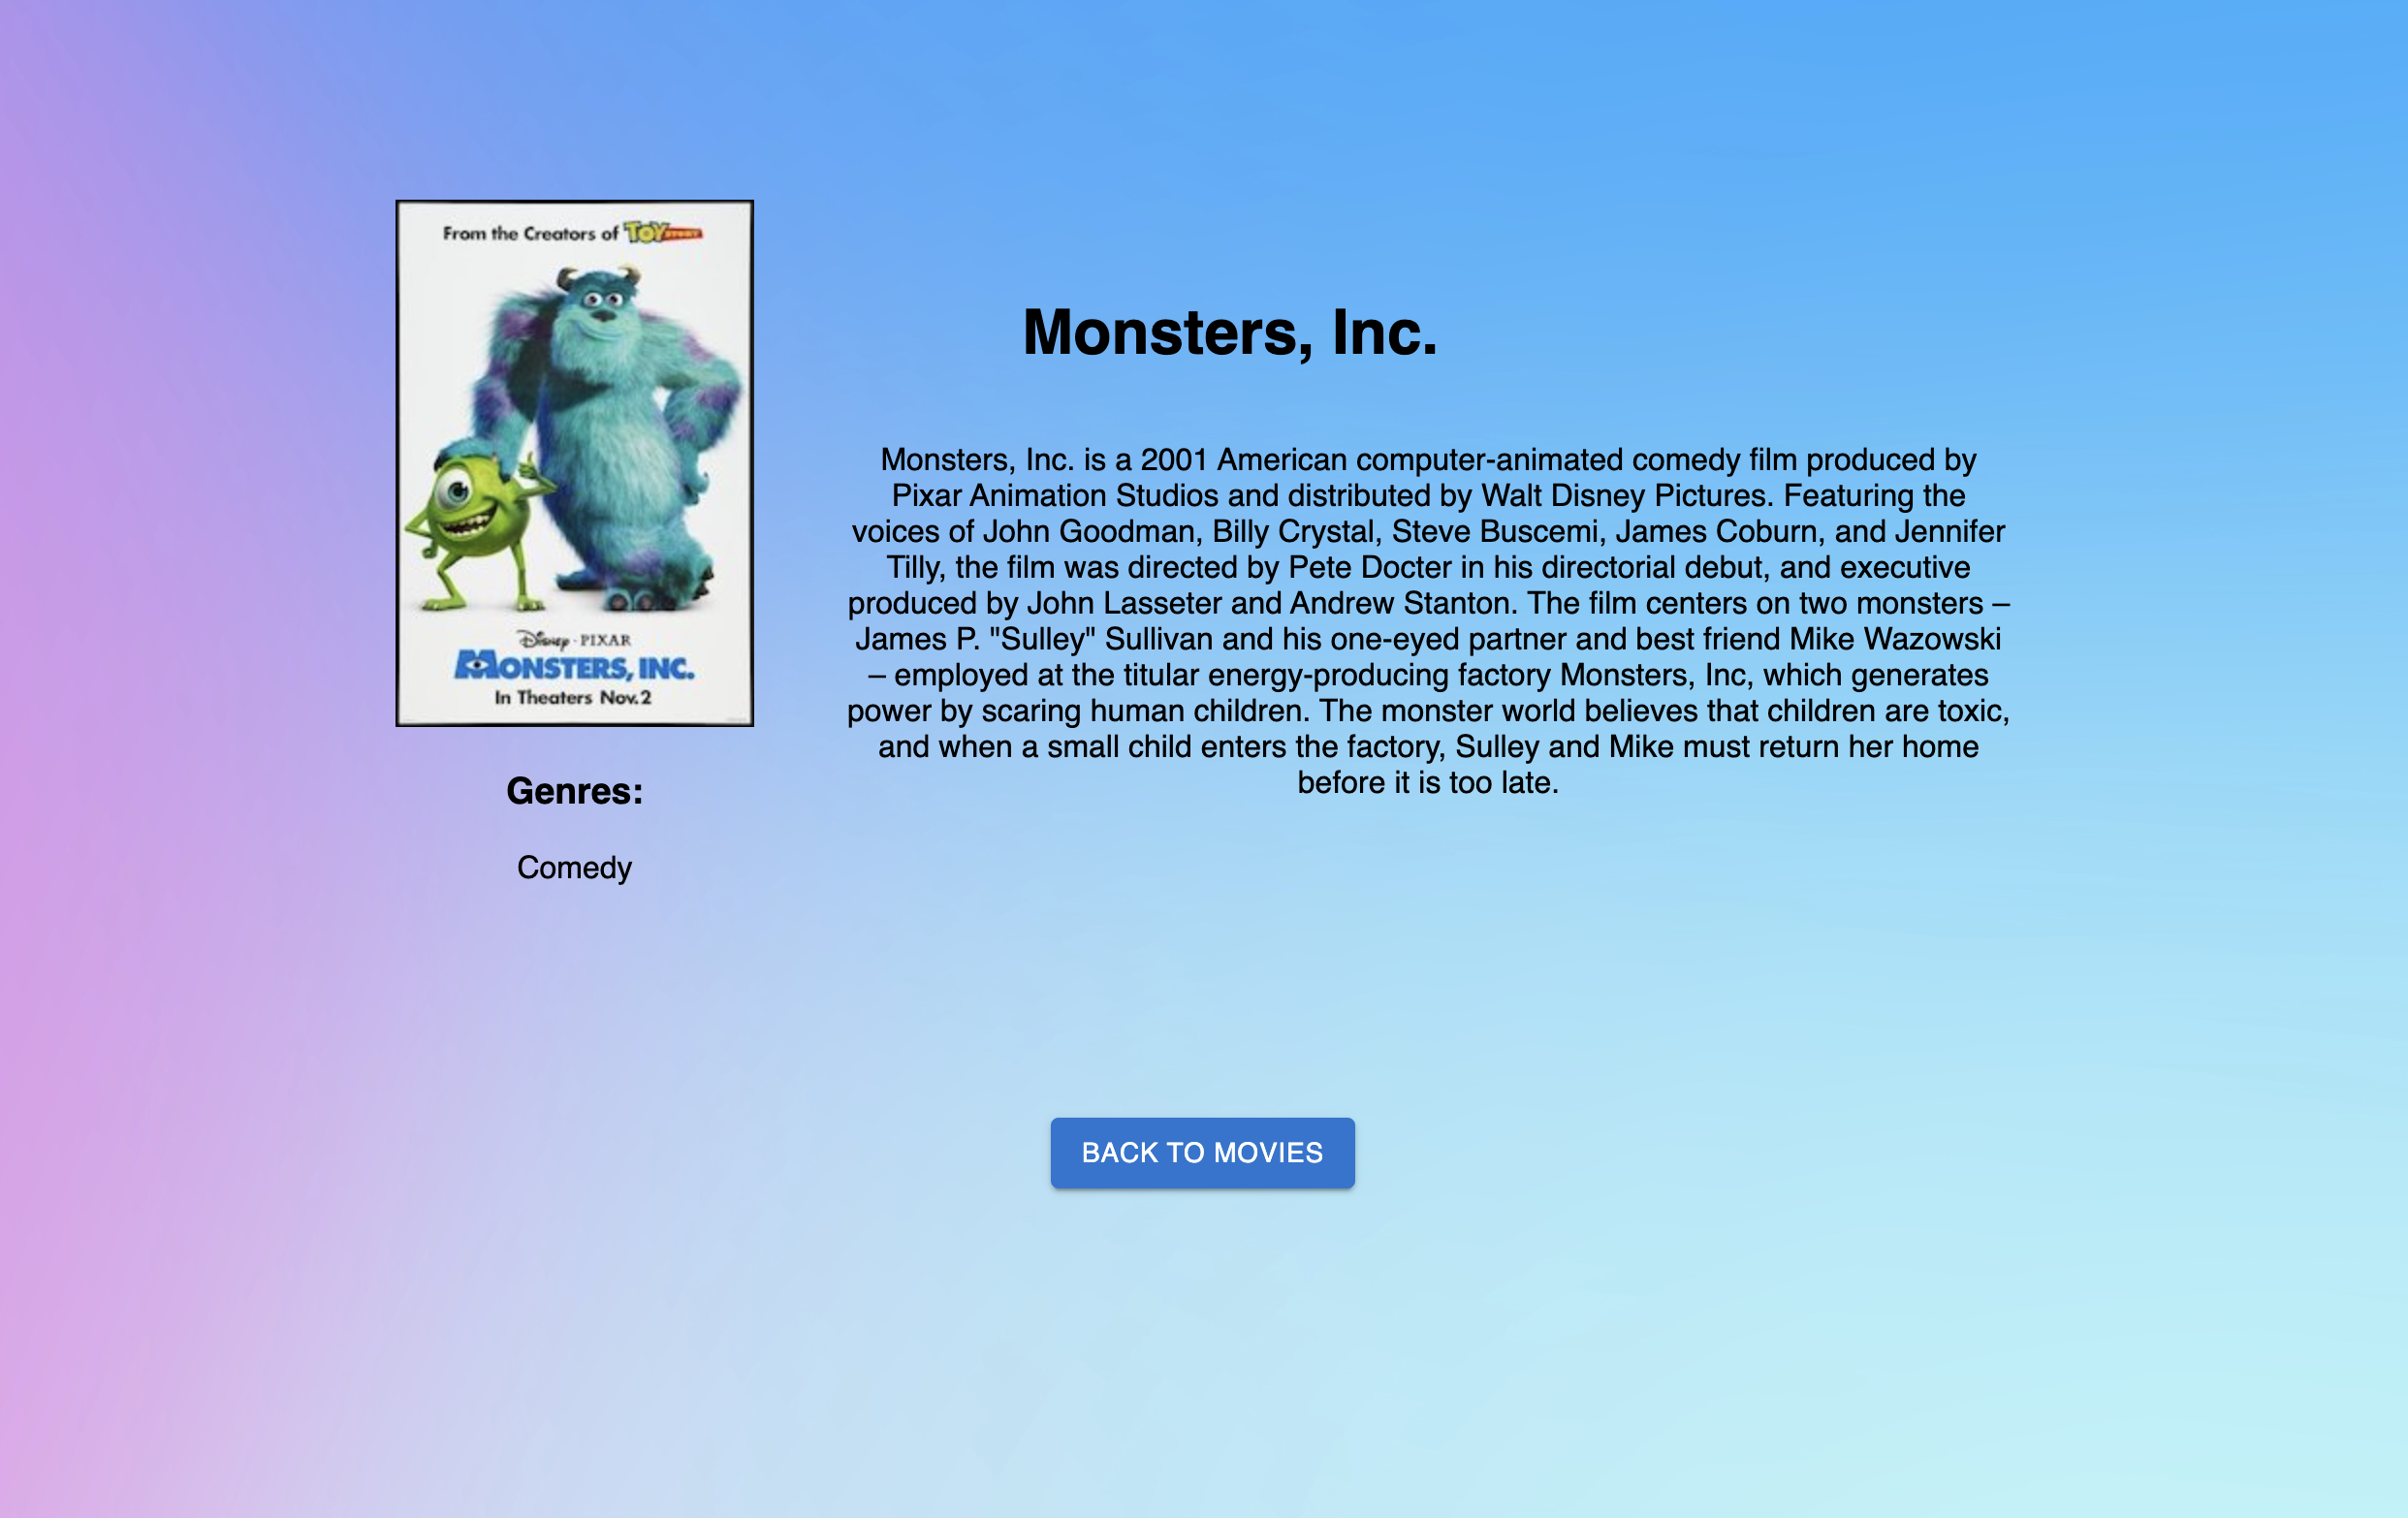 From the Creators of TOY STORY
Disney · PIXAR
MONSTERS, INC.
In Theaters Nov.2
Genres:
Comedy
Monsters, Inc.
Monsters, Inc. is a 2001 American computer-animated comedy film produced by
Pixar Animation Studios and distributed by Walt Disney Pictures. Featuring the
voices of John Goodman, Billy Crystal, Steve Buscemi, James Coburn, and Jennifer
Tilly, the film was directed by Pete Docter in his directorial debut, and executive
produced by John Lasseter and Andrew Stanton. The film centers on two monsters –
James P. "Sulley" Sullivan and his one-eyed partner and best friend Mike Wazowski
– employed at the titular energy-producing factory Monsters, Inc, which generates
power by scaring human children. The monster world believes that children are toxic,
and when a small child enters the factory, Sulley and Mike must return her home
before it is too late.
BACK TO MOVIES